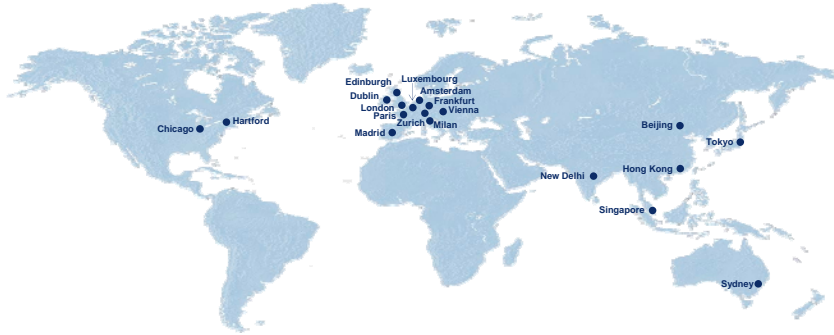 Luxembourg
Edinburgh
Amsterdam
Dublin
Frankfurt
London
Vienna
Paris
Zurich
Milan
Madrid
Hartford
Chicago
Beijing
Tokyo
Hong Kong
New Delhi
Singapore
Sydney